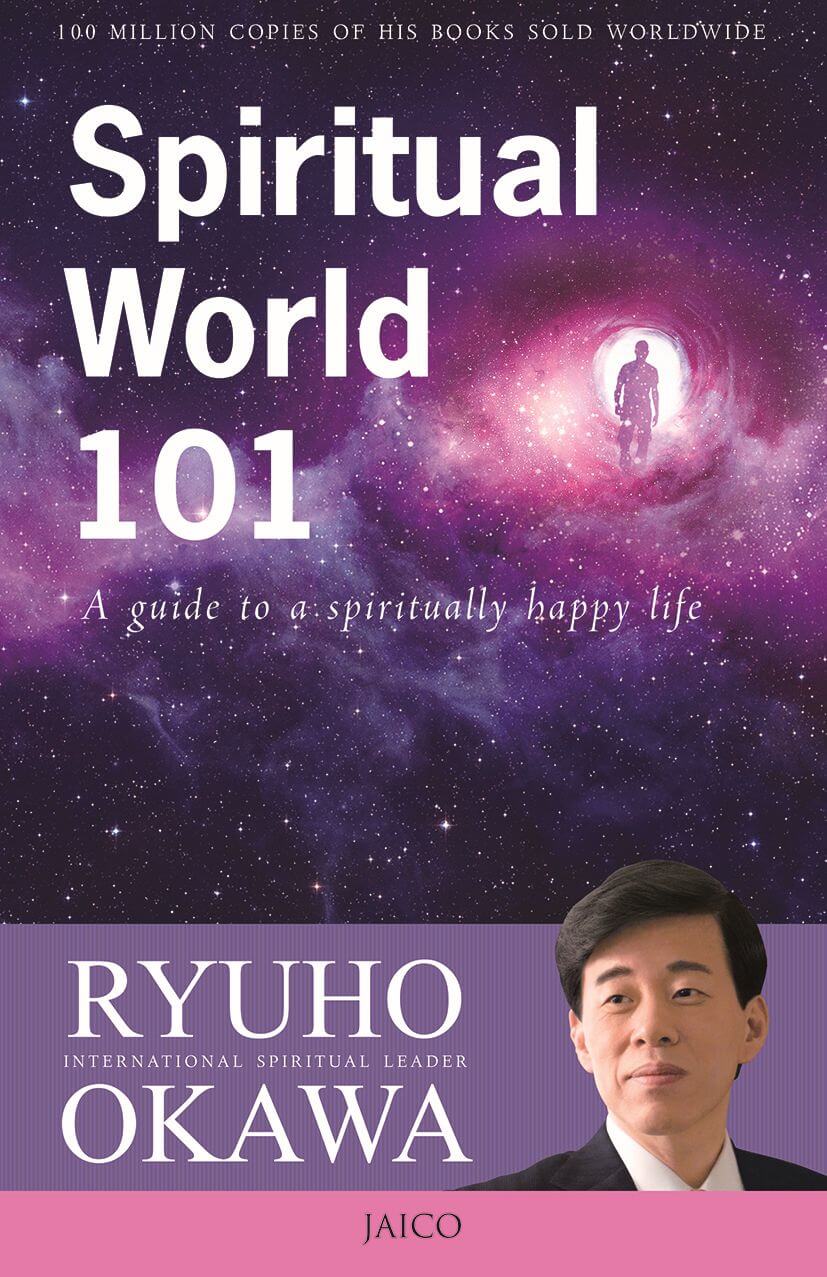 100 MILLION COPIES OF HIS BOOKS SOLD WORLDWIDE
Spiritual
World
101
A guide to a spiritually happy life
RYUHO
INTERNATIONAL SPIRITUAL LEADER
OKAWA
JAICO